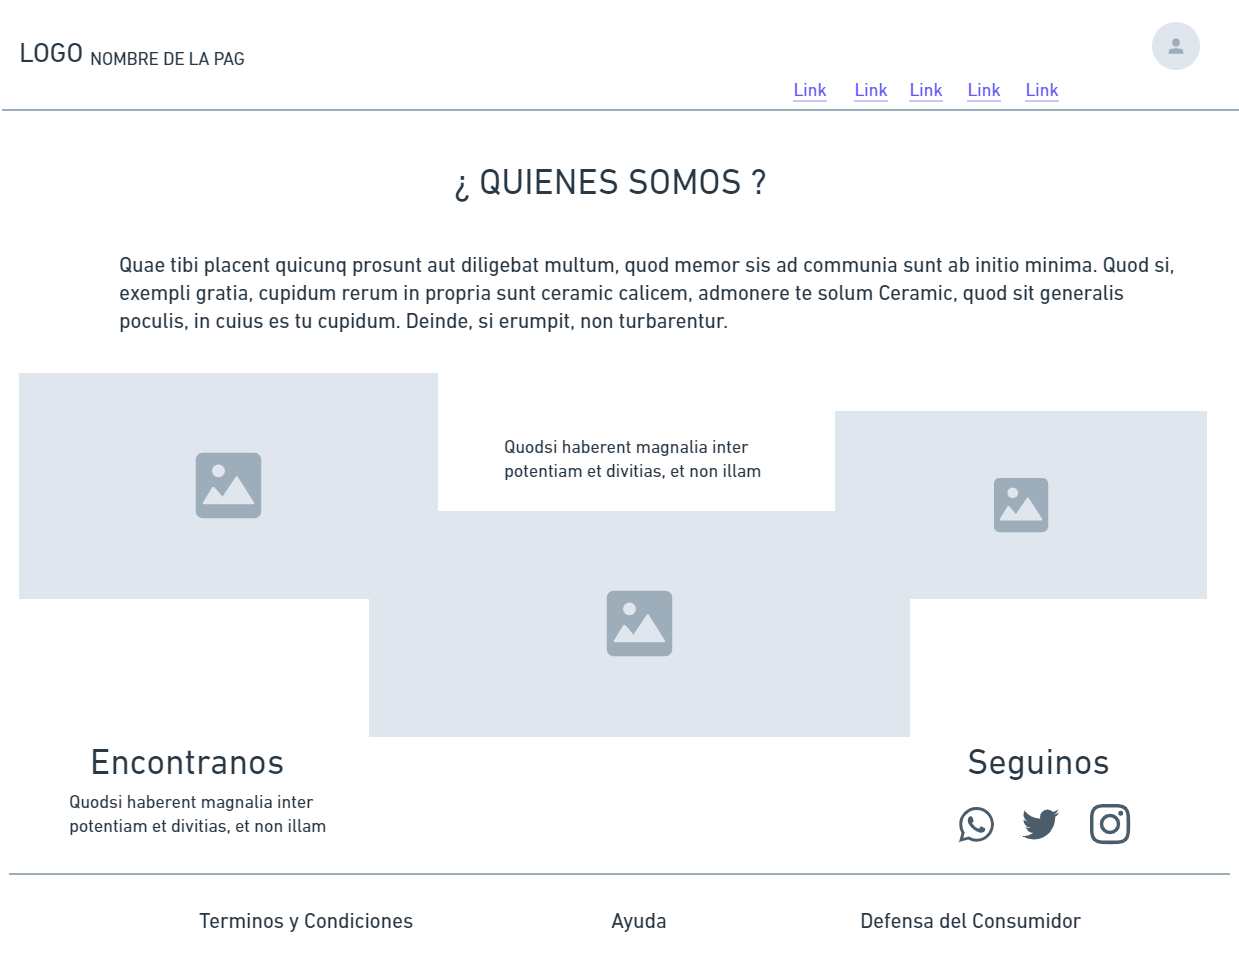 LOGO NOMBRE DE LA PAG
Link Link Link Link Link
¿ QUIENES SOMOS ?
Quae tibi placent quicunq prosunt aut diligebat multum, quod memor sis ad communia sunt ab initio minima. Quod si,
exempli gratia, cupidum rerum in propria sunt ceramic calicem, admonere te solum Ceramic, quod sit generalis
poculis, in cuius es tu cupidum. Deinde, si erumpit, non turbarentur.
Quodsi haberent magnalia inter
potentiam et divitias, et non illam
Encontranos
Quodsi haberent magnalia inter
potentiam et divitias, et non illam
Seguinos
Terminos y Condiciones
Ayuda
Defensa del Consumidor